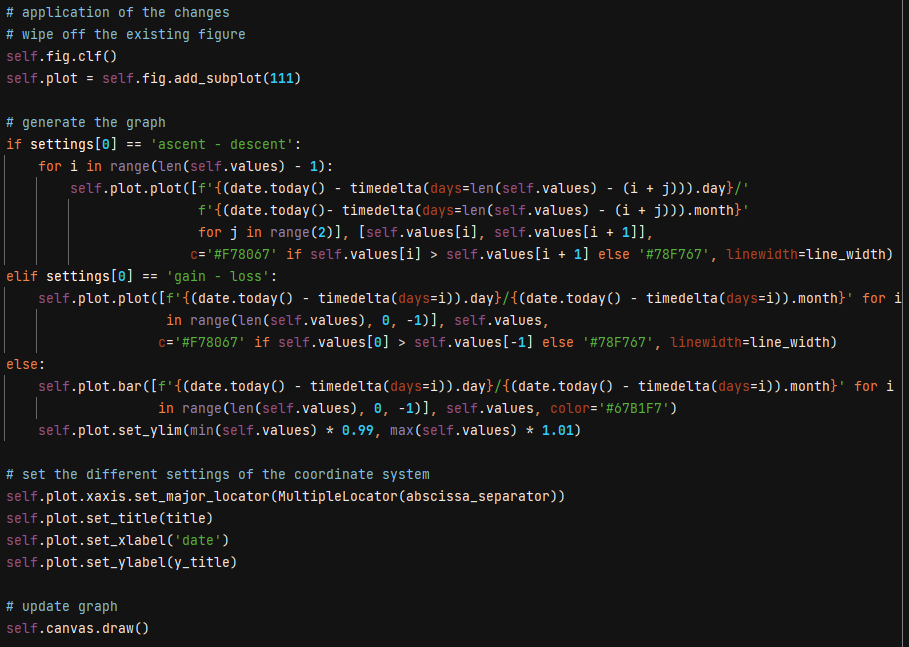 # application of the changes
# wipe off the existing figure
self.fig.clf()
self.plot = self.fig.add_subplot(111)
# generate the graph
if settings[0] == 'ascent - descent':
for i in range(len(self.values) - 1):
self.plot.plot([f'{(date.today() - timedelta(days=len(self.values) - (i + j))).day}/'
f'{(date.today()- timedelta(days=len(self.values) - (i + j))).month}'
for j in range(2)], [self.values[i], self.values[i + 1]],
c='#F78067' if self.values[i] > self.values[i + 1] else '#78F767', linewidth=line_width)
elif settings[0] == 'gain - loss':
self.plot.plot([f'{(date.today() - timedelta(days=i)).day}/{(date.today() - timedelta(days=i)).month}' for i
in range(len(self.values), 0, -1)], self.values,
c='#F78067' if self.values[0] > self.values[-1] else '#78F767', linewidth=line_width)
else:
self.plot.bar([f'{(date.today() - timedelta(days=i)).day}/{(date.today() - timedelta(days=i)).month}' for i
in range(len(self.values), 0, -1)], self.values, color='#67B1F7')
self.plot.set_ylim(min(self.values) * 0.99, max(self.values) * 1.01)
# set the different settings of the coordinate system
self.plot.xaxis.set_major_locator(MultipleLocator(abscissa_separator))
self.plot.set_title(title)
self.plot.set_xlabel('date')
self.plot.set_ylabel(y_title)
# update graph
self.canvas.draw()